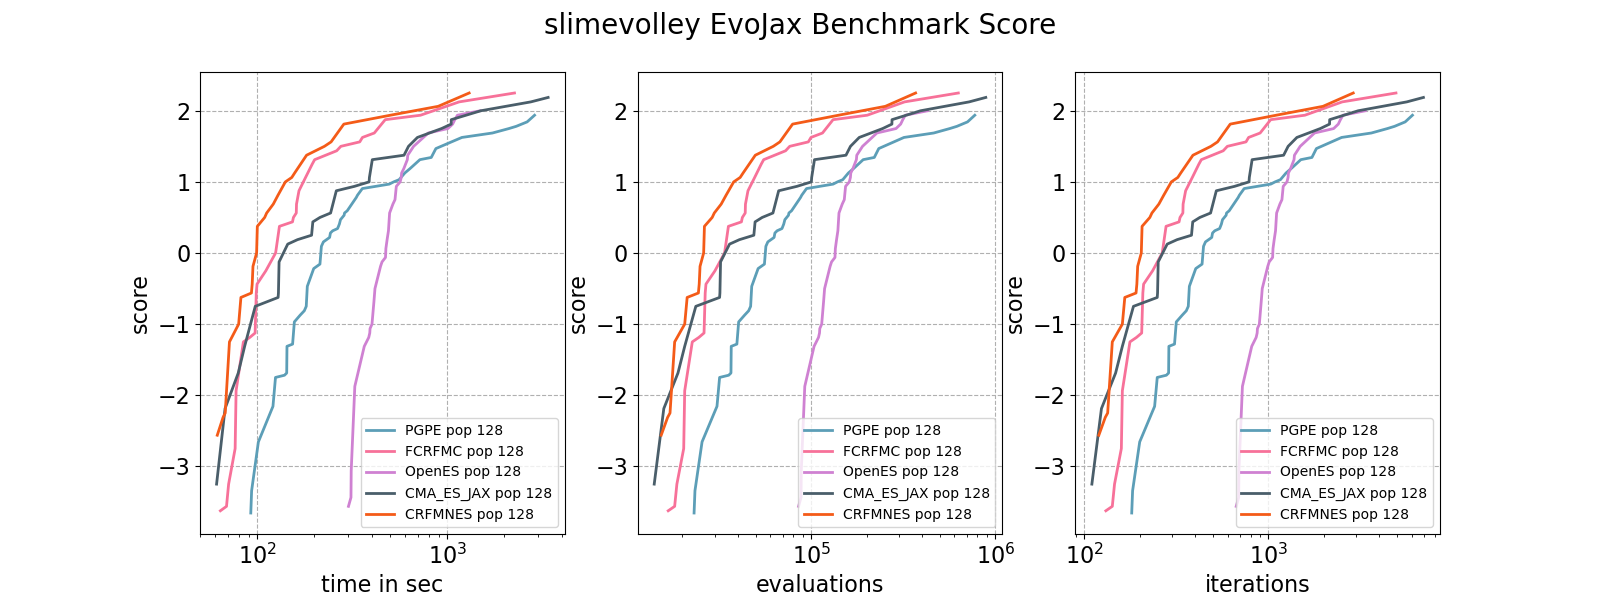 slimevolley EvoJax Benchmark Score
score
2
1
0
−1
−2
−3
PGPE pop 128
FCRFMC pop 128
OpenES pop 128
CMA_ES_JAX pop 128
CRFMNES pop 128
10²
10³
time in sec
score
2
1
0
−1
−2
−3
PGPE pop 128
FCRFMC pop 128
OpenES pop 128
CMA_ES_JAX pop 128
CRFMNES pop 128
10⁵
10⁶
evaluations
score
2
1
0
−1
−2
−3
PGPE pop 128
FCRFMC pop 128
OpenES pop 128
CMA_ES_JAX pop 128
CRFMNES pop 128
10²
10³
iterations